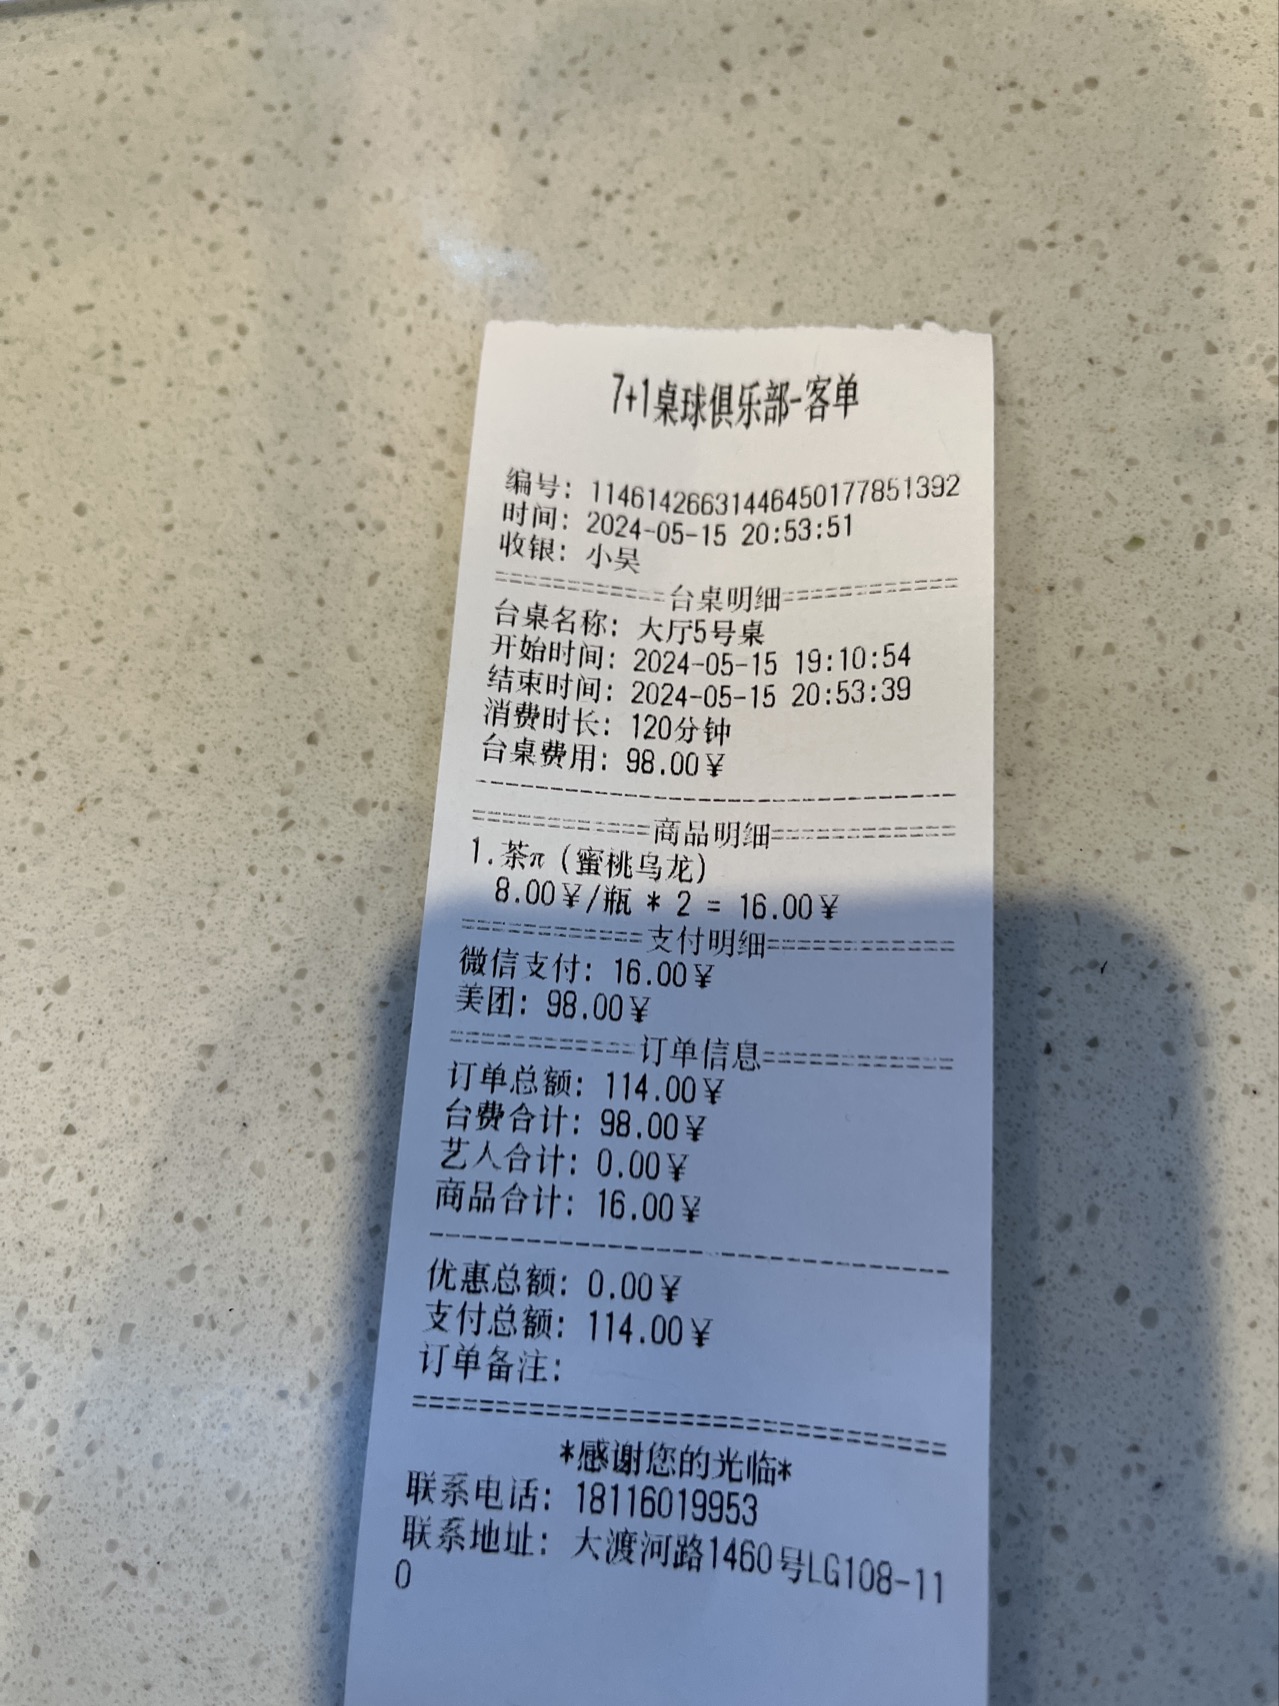 7+1桌球俱乐部-客单
编号: 1146142663144645017785​1392
时间: 2024-05-15 20:53:51
收银: 小吴
===========台桌明细===========
台桌名称: 大厅5号桌
开始时间: 2024-05-15 19:10:54
结束时间: 2024-05-15 20:53:39
消费时长: 120分钟
台桌费用: 98.00¥
--------------------------------
===========商品明细===========
1.茶π（蜜桃乌龙）
8.00¥/瓶 * 2 = 16.00¥
===========支付明细===========
微信支付: 16.00¥
美团: 98.00¥
===========订单信息===========
订单总额: 114.00¥
台费合计: 98.00¥
艺人合计: 0.00¥
商品合计: 16.00¥
--------------------------------
优惠总额: 0.00¥
支付总额: 114.00¥
订单备注:
================================
*感谢您的光临*
联系电话: 18116019953
联系地址: 大渡河路1460号LG108-11
0